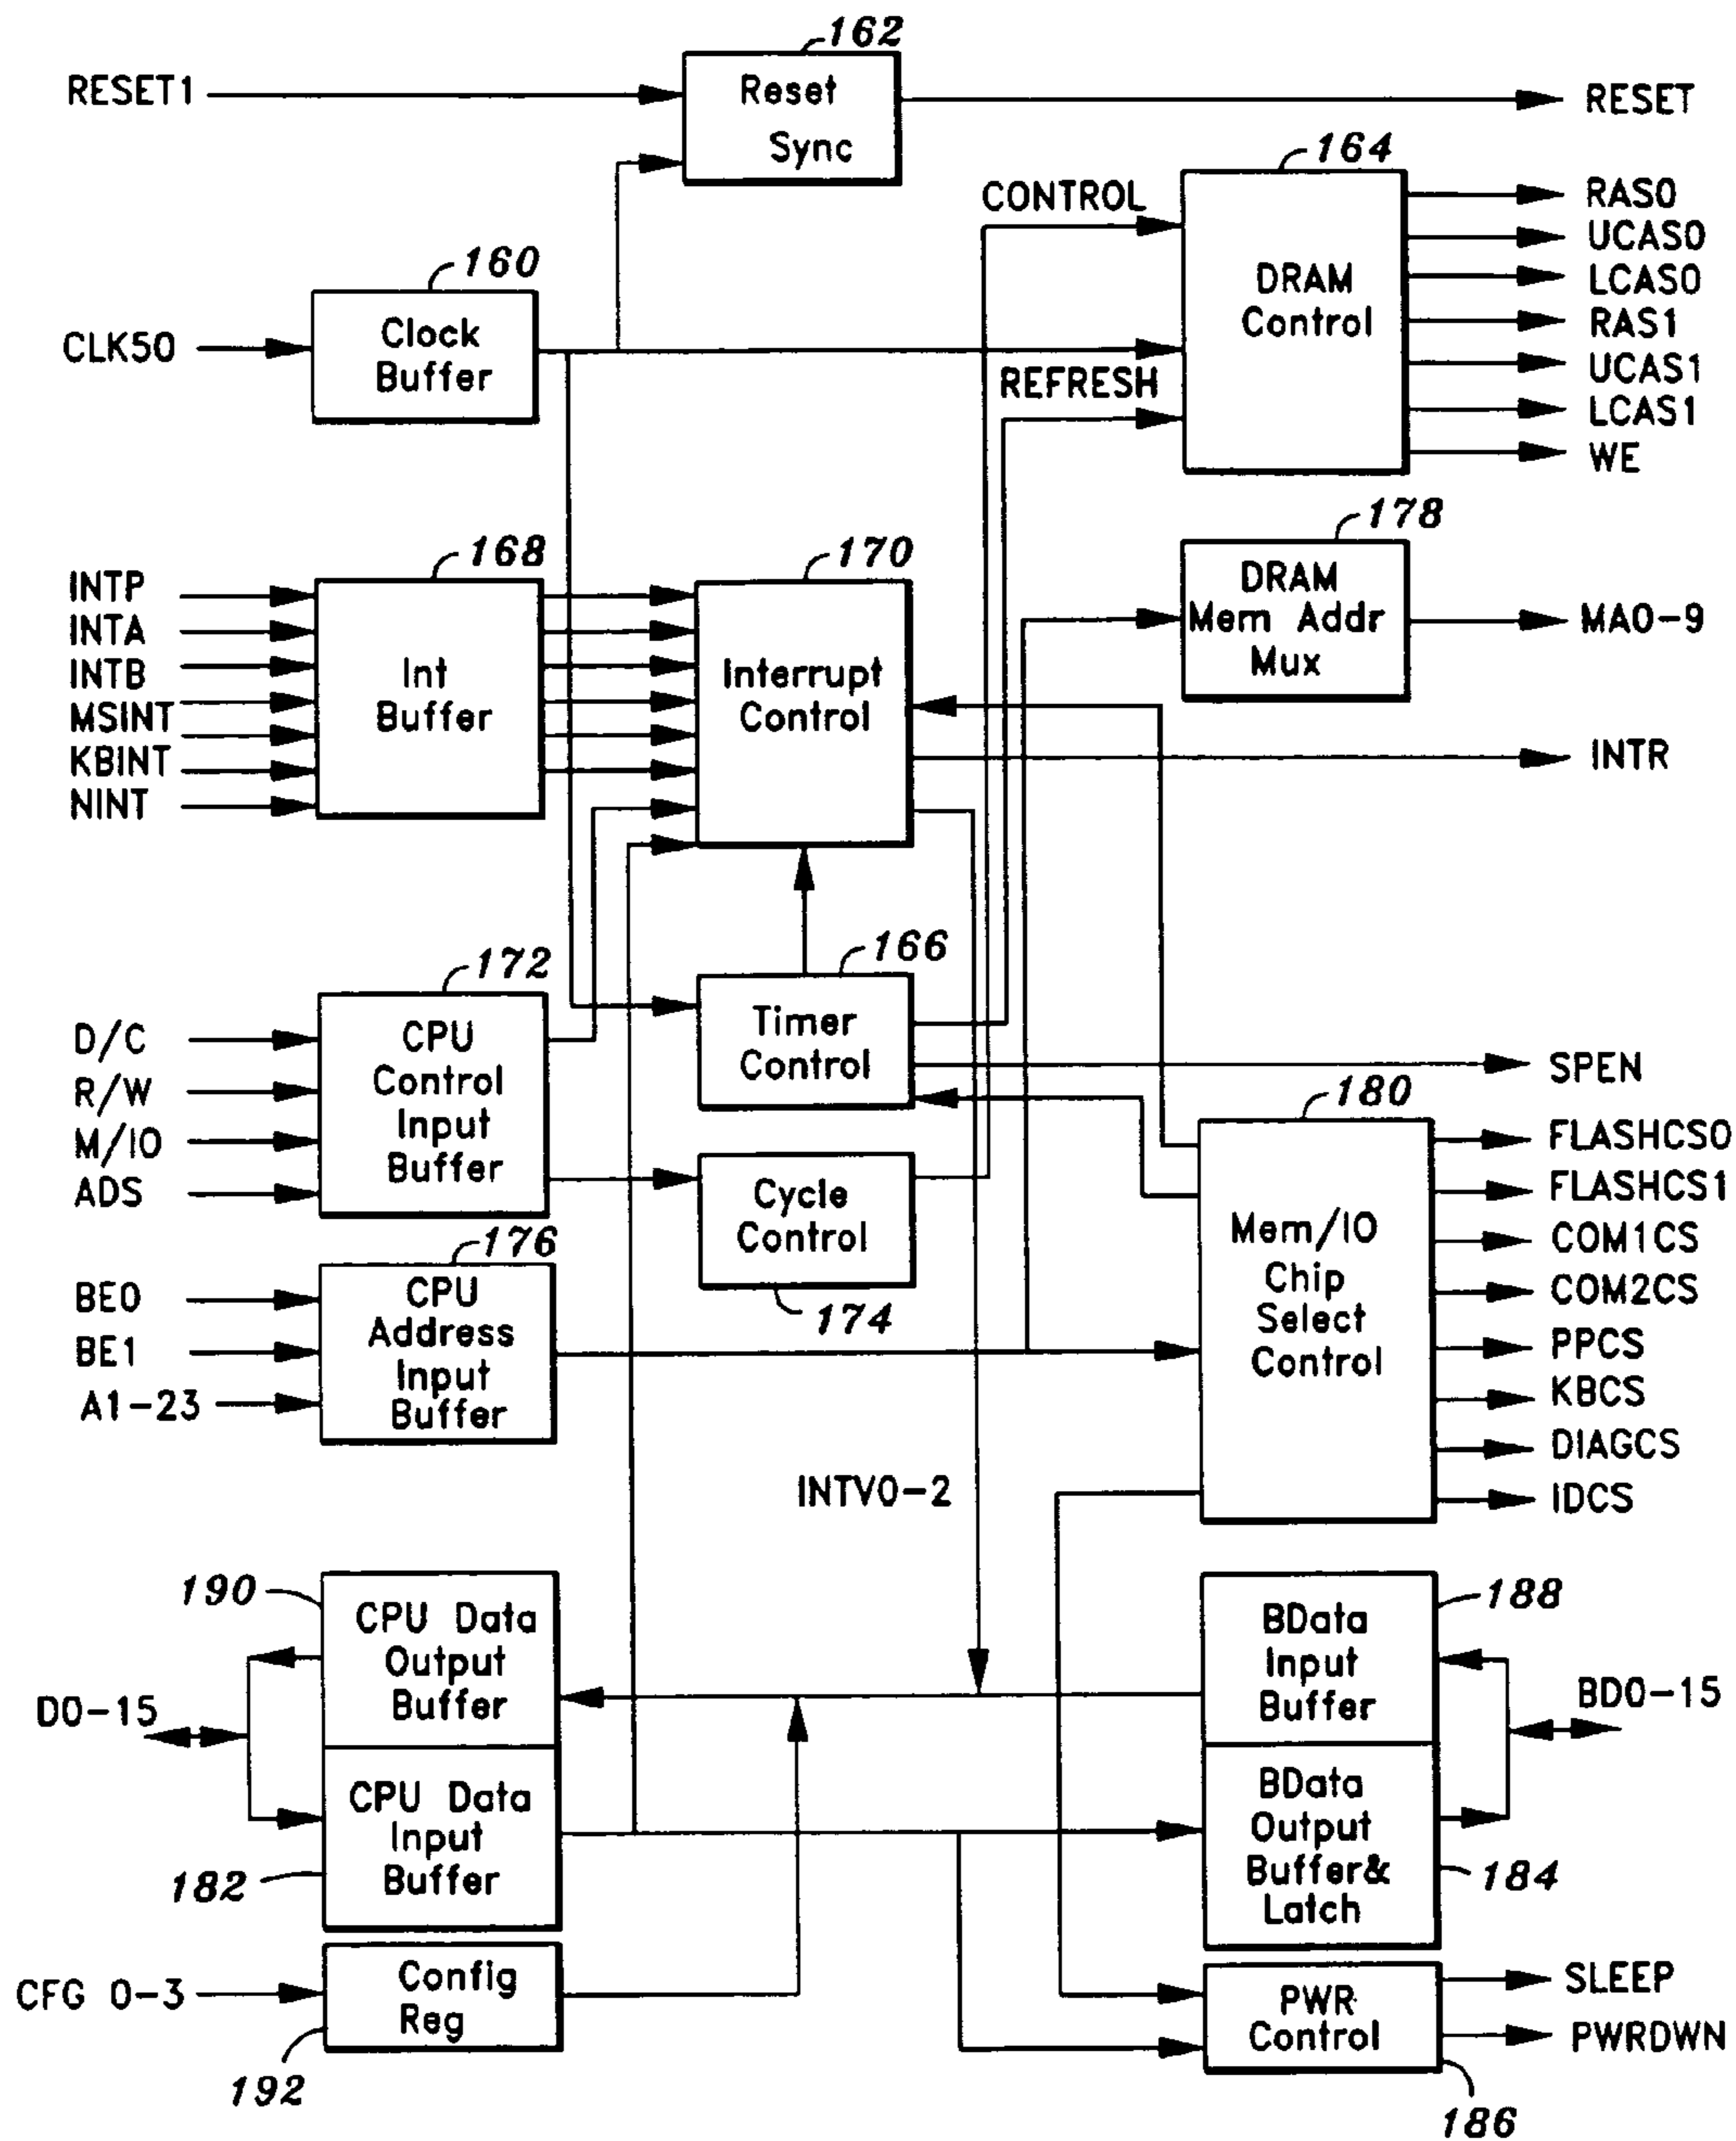 162
RESET1
Reset
Sync
RESET
164
CONTROL
DRAM
Control
RAS0
UCAS0
LCAS0
RAS1
UCAS1
LCAS1
WE
160
CLK50
Clock
Buffer
REFRESH
178
DRAM
Mem Addr
Mux
MA0-9
168
INTP
INTA
INTB
MSINT
KBINT
NINT
Int
Buffer
170
Interrupt
Control
INTR
166
Timer
Control
SPEN
172
D/C
R/W
M/IO
ADS
CPU
Control
Input
Buffer
Cycle
Control
174
180
Mem/IO
Chip
Select
Control
FLASHCS0
FLASHCS1
COM1CS
COM2CS
PPCS
KBCS
DIAGCS
IDCS
176
BE0
BE1
A1-23
CPU
Address
Input
Buffer
INTV0-2
190
CPU Data
Output
Buffer
D0-15
CPU Data
Input
Buffer
182
188
BData
Input
Buffer
BD0-15
BData
Output
Buffer&
Latch
184
CFG 0-3
Config
Reg
192
PWR
Control
SLEEP
PWRDWN
186